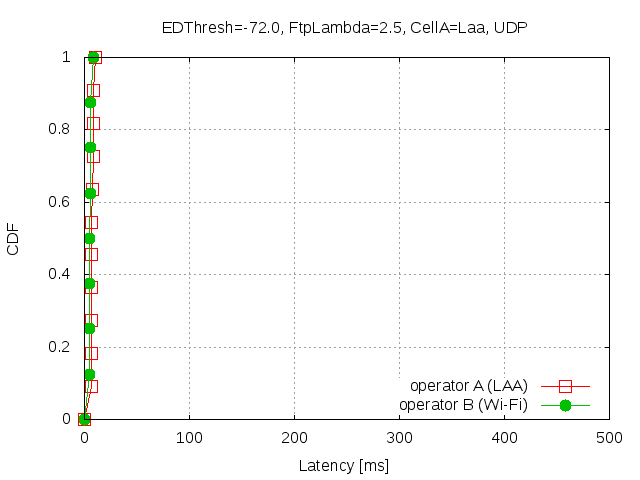 EDThresh=-72.0, FtpLambda=2.5, CellA=Laa, UDP
1
0.8
0.6
0.4
0.2
0
CDF
operator A (LAA)
operator B (Wi-Fi)
0 100 200 300 400 500
Latency [ms]